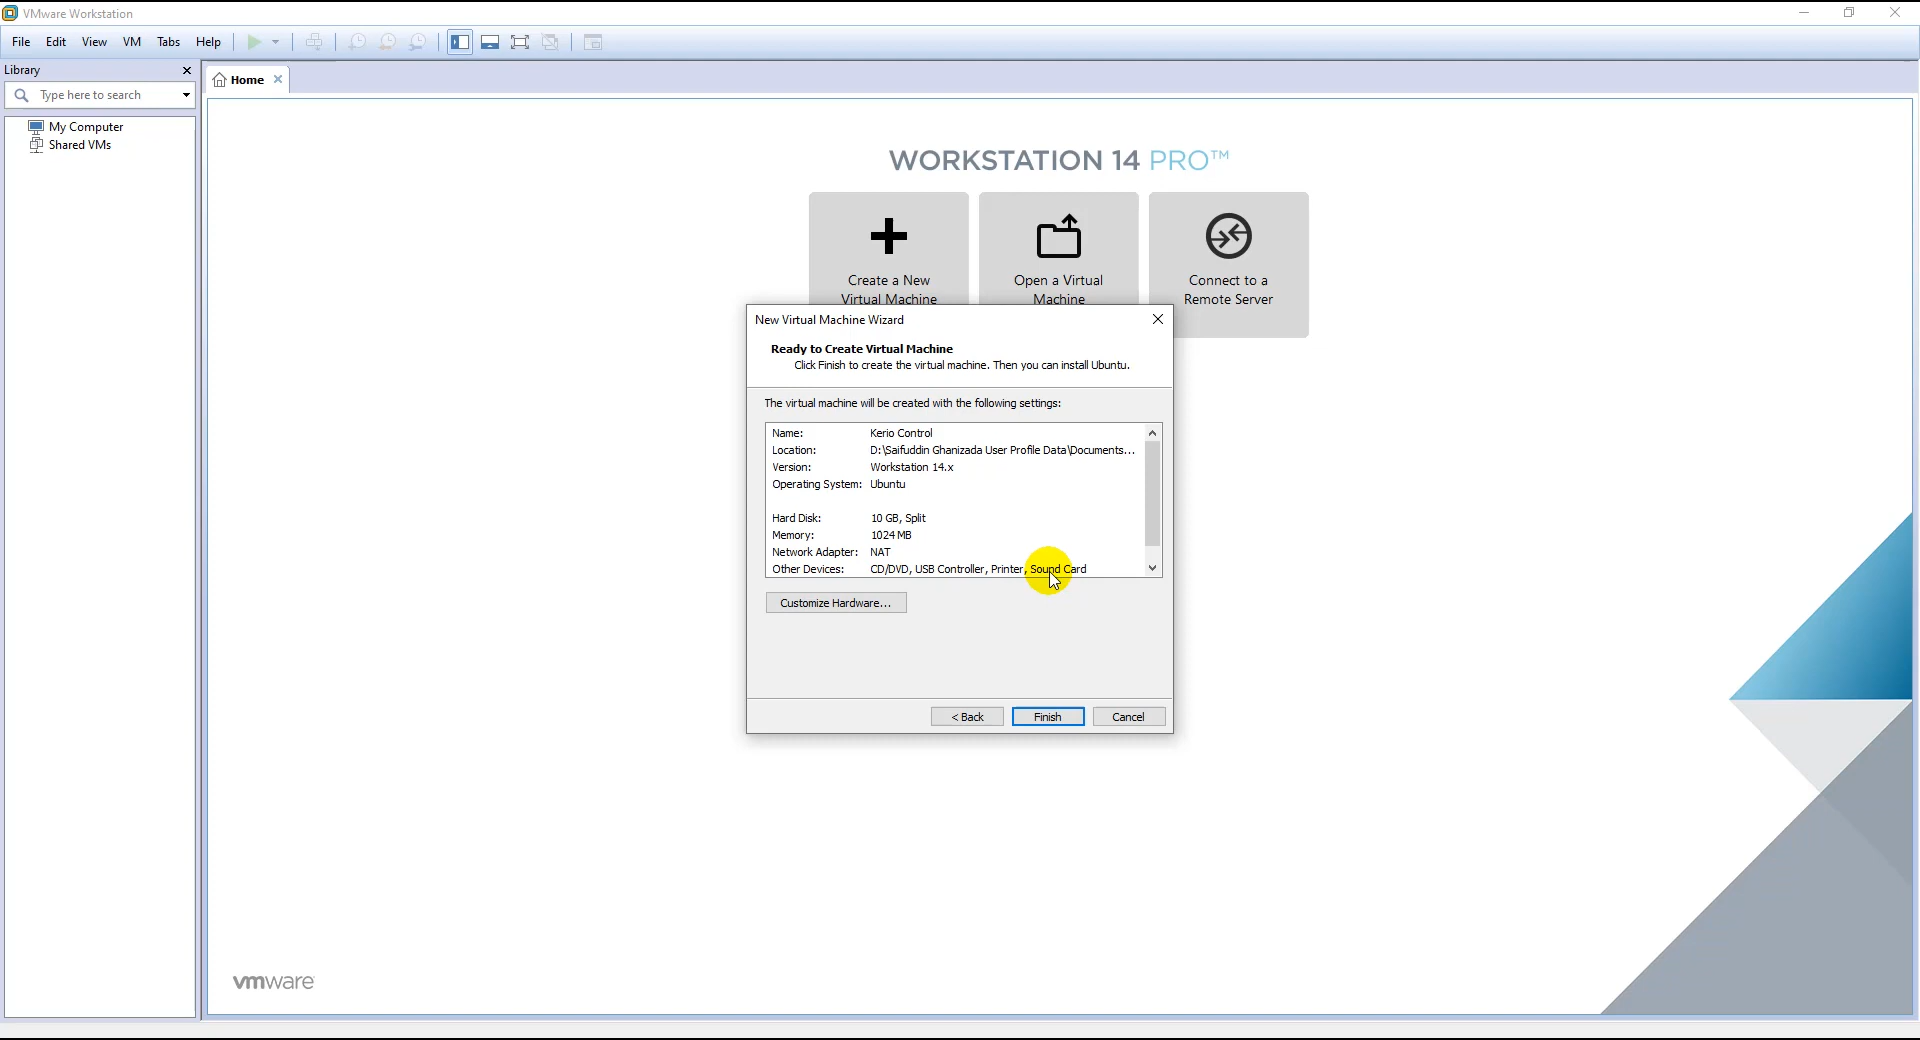 VMware Workstation
File Edit View VM Tabs Help
Library
Type here to search
My Computer
Shared VMs
Home
WORKSTATION 14 PRO™
Create a New
Virtual Machine
Open a Virtual
Machine
Connect to a
Remote Server
New Virtual Machine Wizard
Ready to Create Virtual Machine
Click Finish to create the virtual machine. Then you can install Ubuntu.
The virtual machine will be created with the following settings:
Name: Kerio Control
Location: D:\Saifuddin Ghanizada User Profile Data\Documents...
Version: Workstation 14.x
Operating System: Ubuntu
Hard Disk: 10 GB, Split
Memory: 1024 MB
Network Adapter: NAT
Other Devices: CD/DVD, USB Controller, Printer, Sound Card
Customize Hardware...
< Back Finish Cancel
vmware